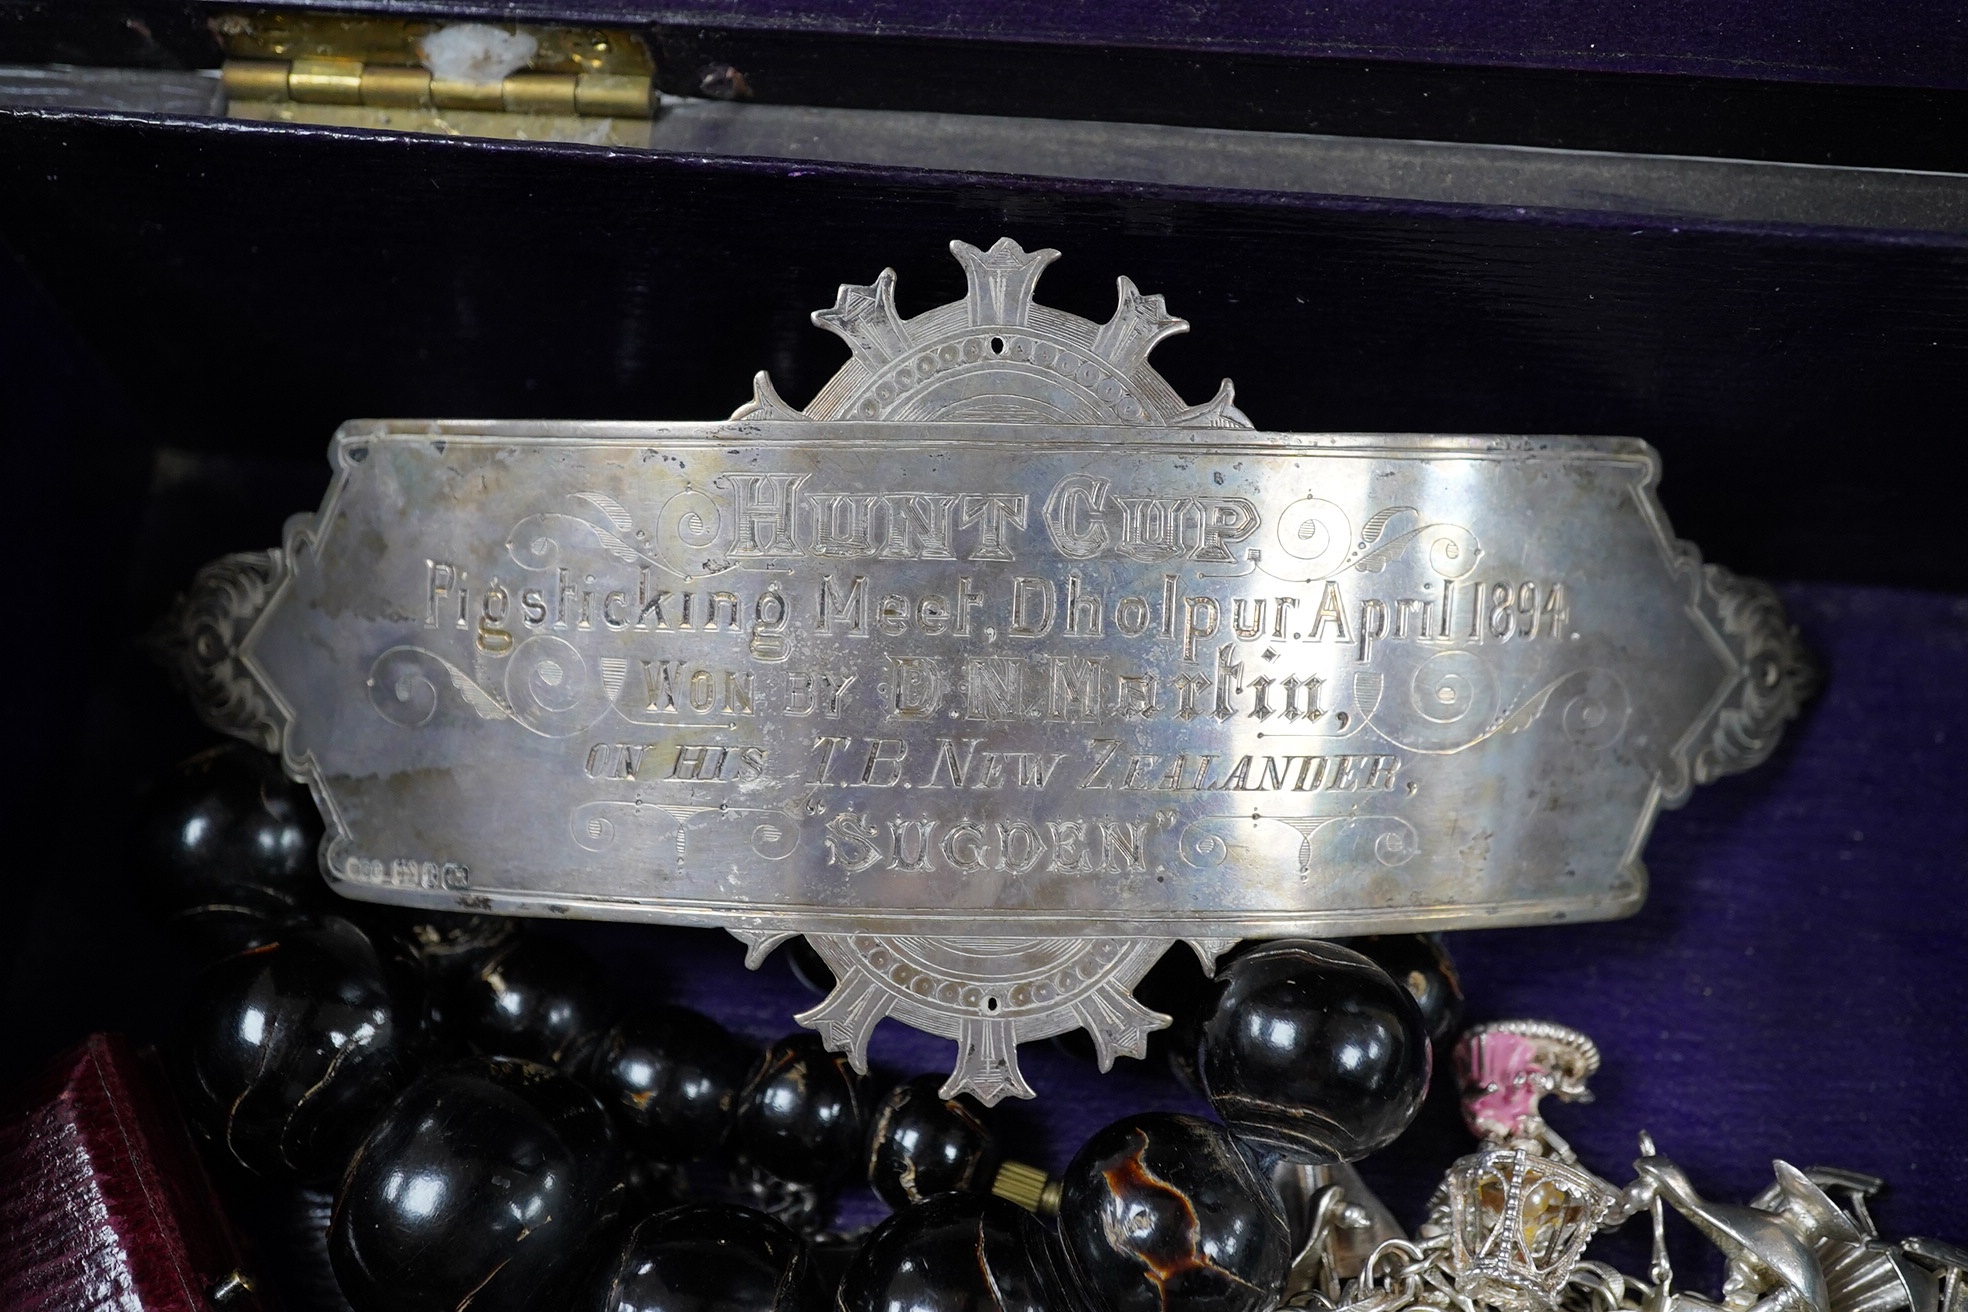 HUNT CUP.
Pigsticking Meet, Dholpur. April 1894.
WON BY D.N. Martin,
ON HIS T.B. NEW ZEALANDER,
"SUGDEN".